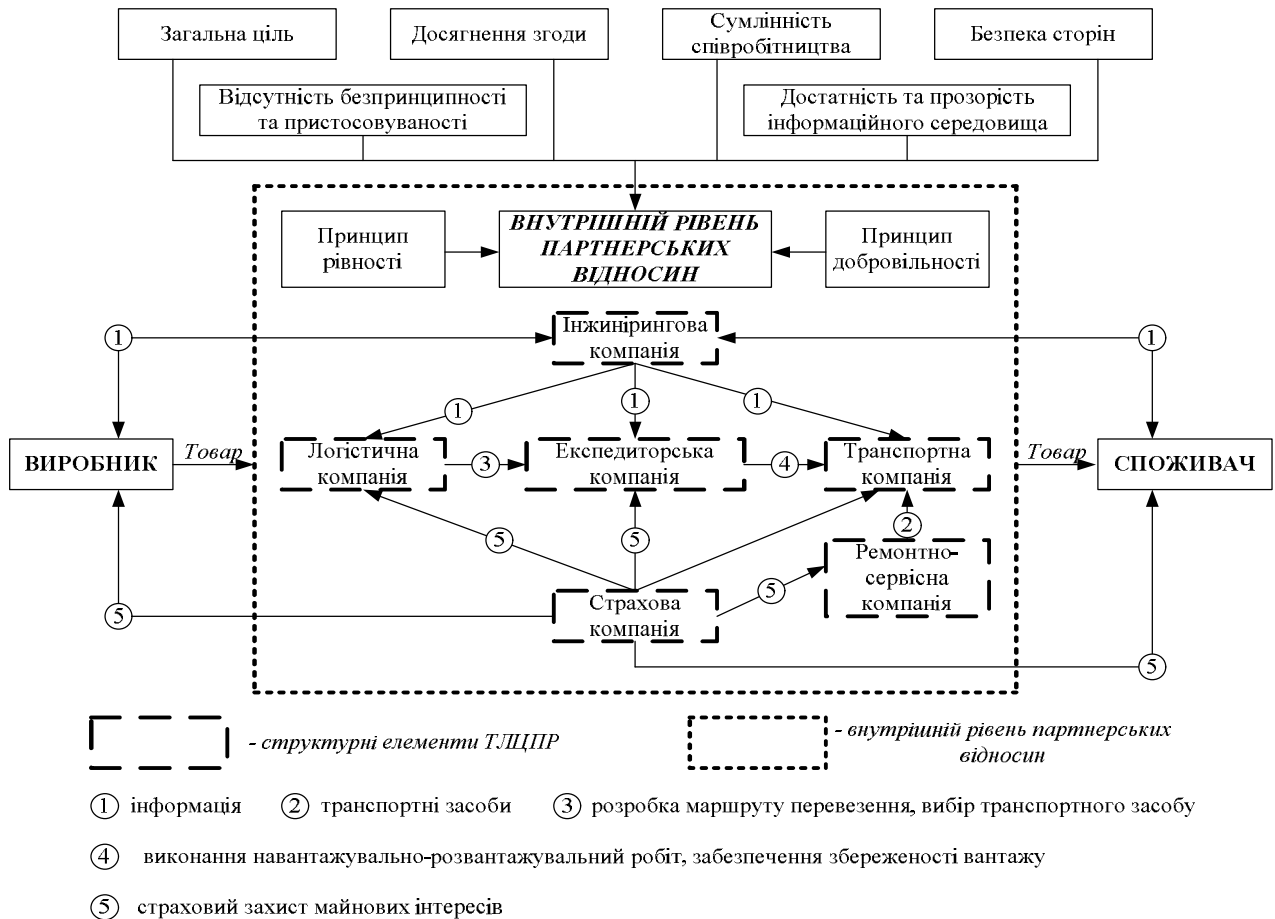 Загальна ціль
Досягнення згоди
Сумлінність
співробітництва
Безпека сторін
Відсутність безпринципності
та пристосовуваності
Достатність та прозорість
інформаційного середовища
Принцип
рівності
ВНУТРІШНІЙ РІВЕНЬ
ПАРТНЕРСЬКИХ
ВІДНОСИН
Принцип
добровільності
1
Інжинірингова
компанія
1
1
1
1
ВИРОБНИК
Товар
Логістична
компанія
3
Експедиторська
компанія
4
Транспортна
компанія
Товар
СПОЖИВАЧ
5
5
2
Ремонтно-
сервісна
компанія
5
Страхова
компанія
5
5
- структурні елементи ТЛЦПР
- внутрішній рівень партнерських
відносин
1 інформація
2 транспортні засоби
3 розробка маршруту перевезення, вибір транспортного засобу
4 виконання навантажувально-розвантажувальний робіт, забезпечення збереженості вантажу
5 страховий захист майнових інтересів